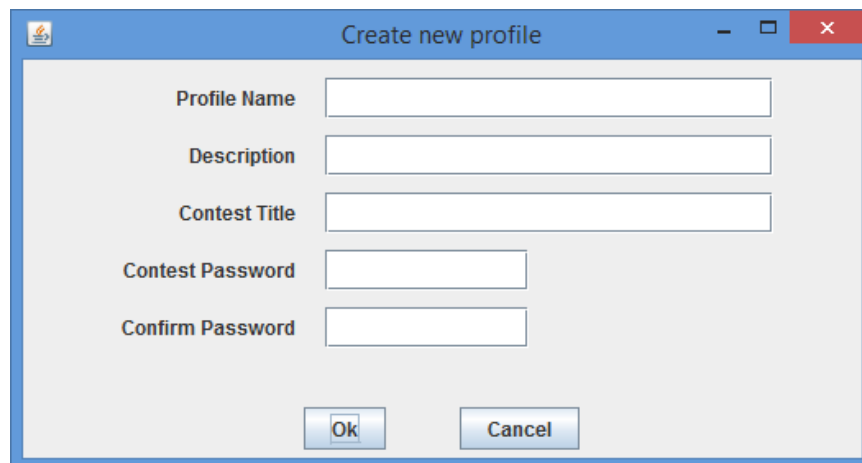 Create new profile
Profile Name
Description
Contest Title
Contest Password
Confirm Password
Ok Cancel